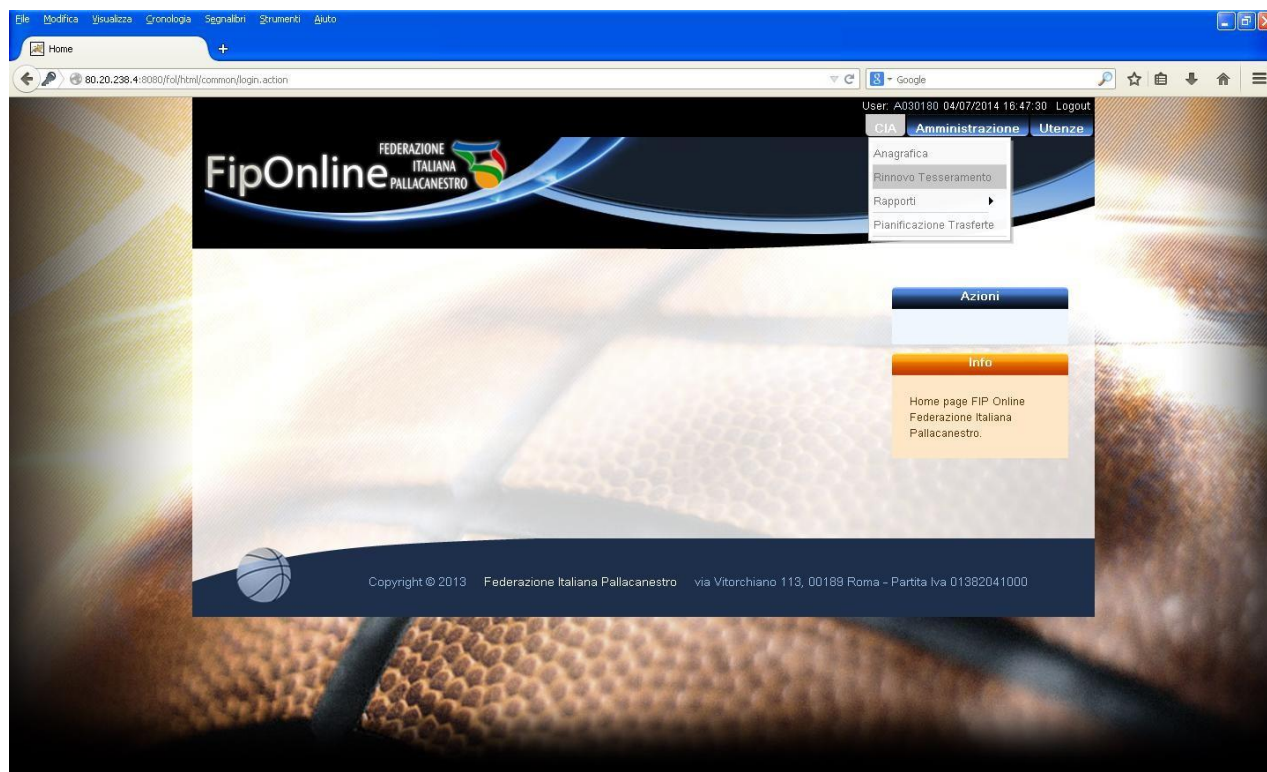 File Modifica Visualizza Cronologia Segnalibri Strumenti Aiuto
Home
80.20.238.4:8080/fol/html/common/login.action
Google
User: A030180 04/07/2014 16:47:30 Logout
CIA Amministrazione Utenze
FipOnline
FEDERAZIONE
ITALIANA
PALLACANESTRO
Anagrafica
Rinnovo Tesseramento
Rapporti
Pianificazione Trasferte
Azioni
Info
Home page FIP Online
Federazione Italiana
Pallacanestro.
Copyright © 2013 Federazione Italiana Pallacanestro via Vitorchiano 113, 00189 Roma - Partita Iva 01382041000